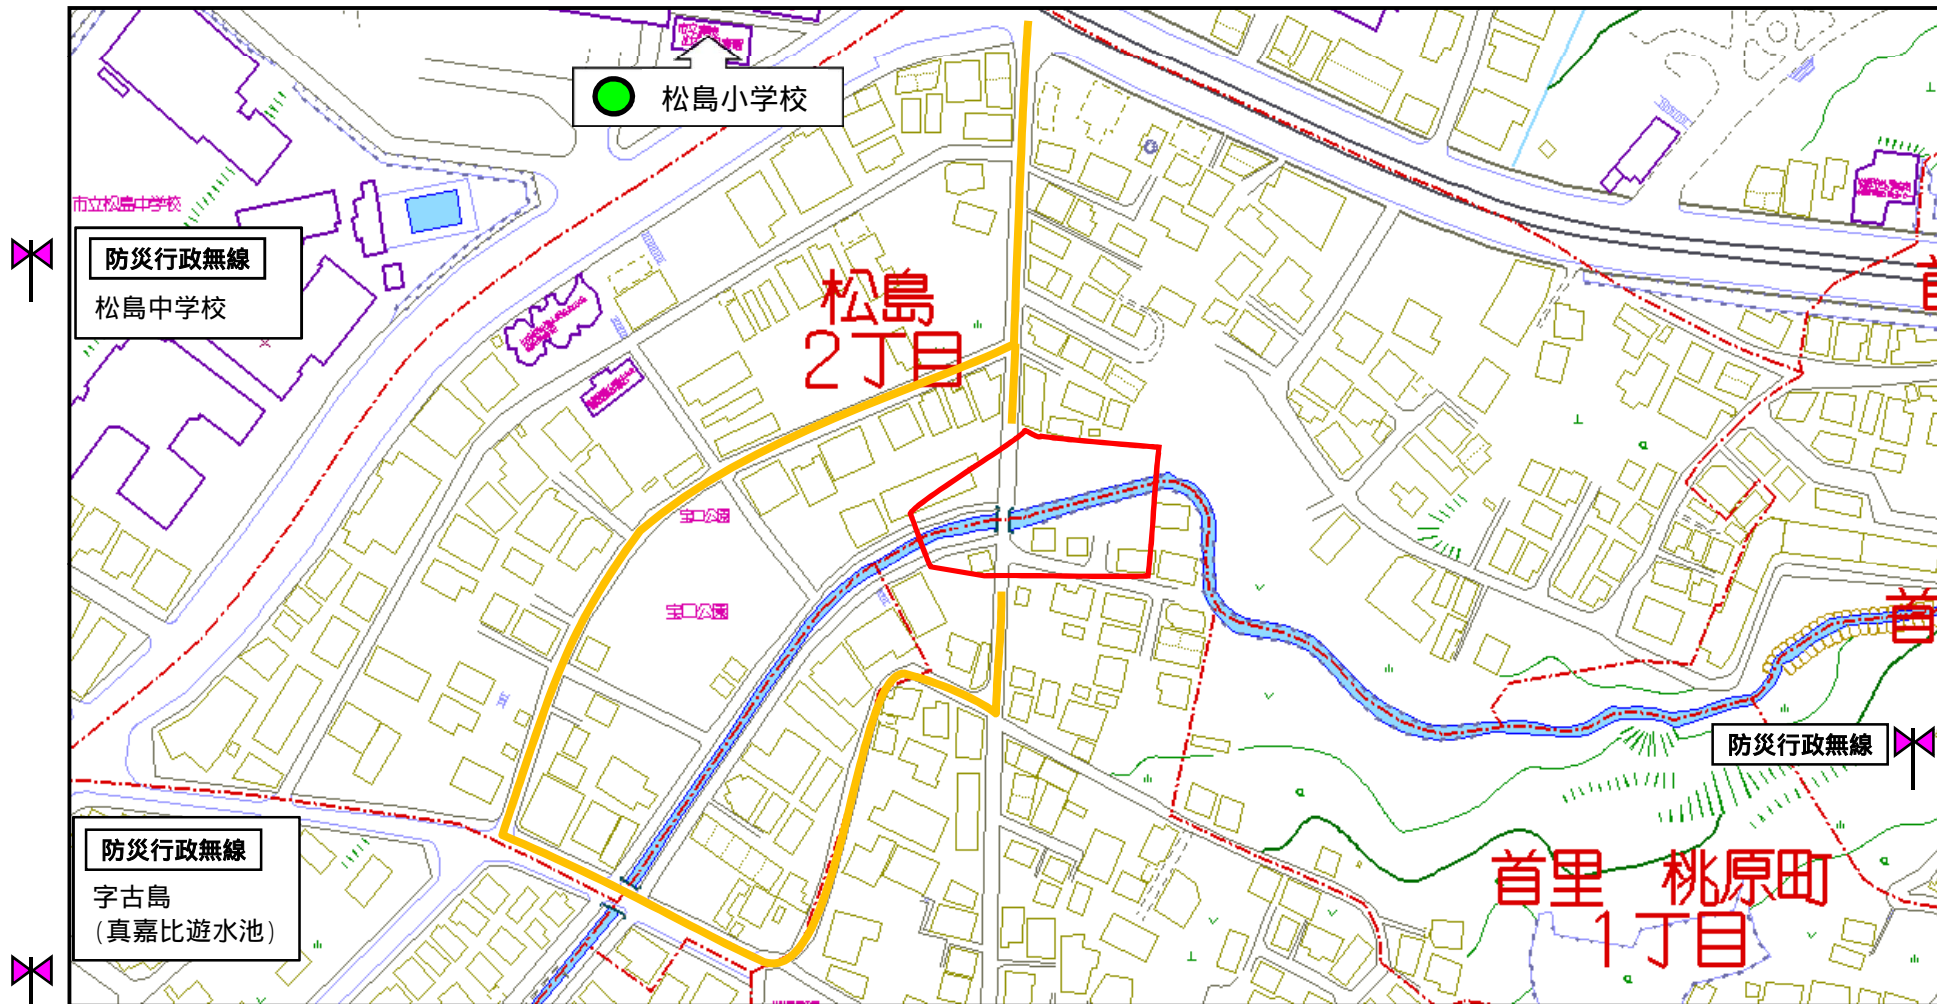 松島小学校
市立松島中学校
防災行政無線
松島中学校
松島
2丁目
首
宝口公園
宝口公園
首
防災行政無線
防災行政無線
字古島
(真嘉比遊水池)
首里 桃原町
1丁目